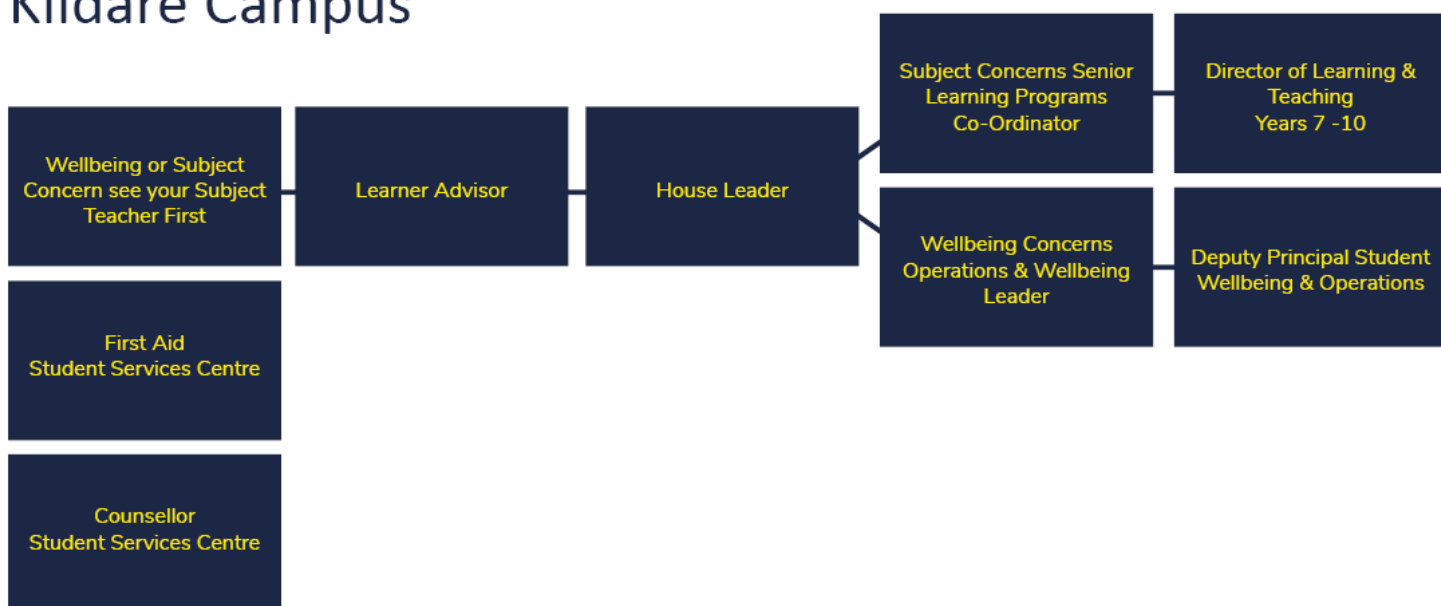 Kildare Campus
Wellbeing or Subject
Concern see your Subject
Teacher First
Learner Advisor
House Leader
Subject Concerns Senior
Learning Programs
Co-Ordinator
Director of Learning &
Teaching
Years 7 -10
Wellbeing Concerns
Operations & Wellbeing
Leader
Deputy Principal Student
Wellbeing & Operations
First Aid
Student Services Centre
Counsellor
Student Services Centre